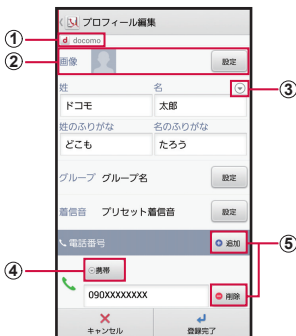 プロフィール編集
① d docomo
② 画像 設定
姓 名 ③
ドコモ 太郎
姓のふりがな 名のふりがな
どこも たろう
グループ グループ名 設定
着信音 プリセット着信音 設定
電話番号 追加 ⑤
④ 携帯
090XXXXXXXX 削除
キャンセル 登録完了